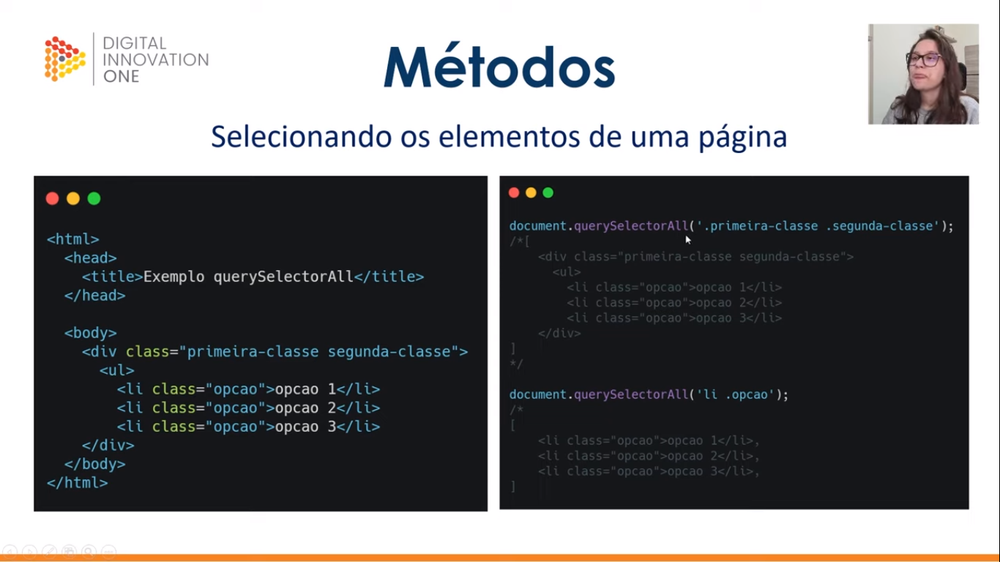 DIGITAL
INNOVATION
ONE
Métodos
Selecionando os elementos de uma página
<html>
<head>
<title>Exemplo querySelectorAll</title>
</head>
<body>
<div class="primeira-classe segunda-classe">
<ul>
<li class="opcao">opcao 1</li>
<li class="opcao">opcao 2</li>
<li class="opcao">opcao 3</li>
</div>
</body>
</html>
document.querySelectorAll('.primeira-classe .segunda-classe');
/*[
<div class="primeira-classe segunda-classe">
<ul>
<li class="opcao">opcao 1</li>
<li class="opcao">opcao 2</li>
<li class="opcao">opcao 3</li>
</div>
]
*/
document.querySelectorAll('li .opcao');
/*
[
<li class="opcao">opcao 1</li>,
<li class="opcao">opcao 2</li>,
<li class="opcao">opcao 3</li>,
]